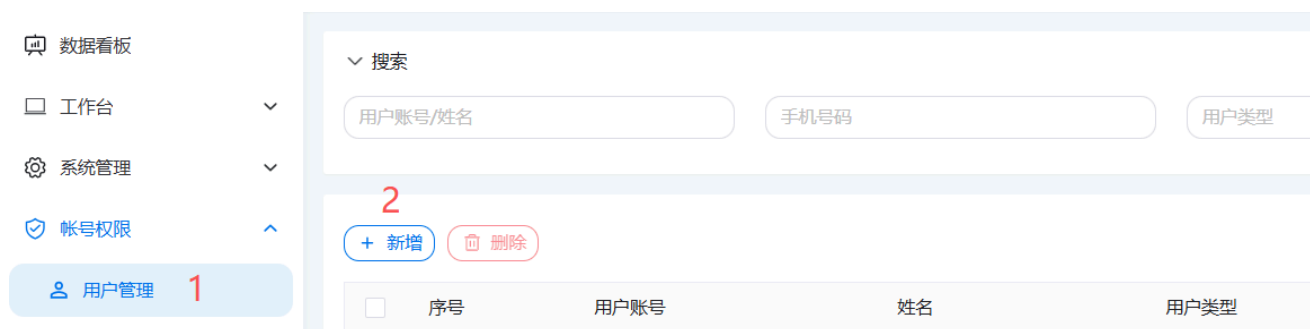 数据看板
工作台
系统管理
帐号权限
用户管理 1
搜索
用户账号/姓名 手机号码 用户类型
2
+ 新增 删除
序号 用户账号 姓名 用户类型